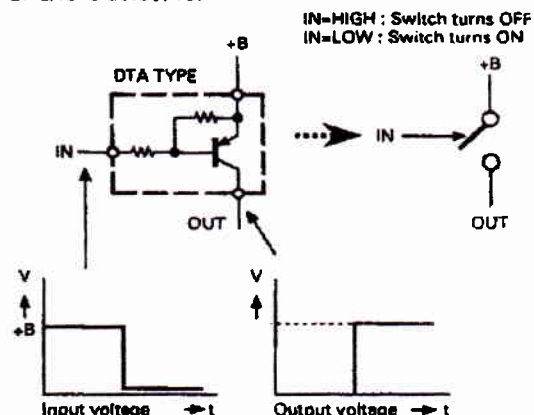 IN=HIGH : Switch turns OFF
IN=LOW : Switch turns ON
+B
+B
DTA TYPE
IN
IN
OUT
OUT
V
V
+B
Input voltage
t
Output voltage
t